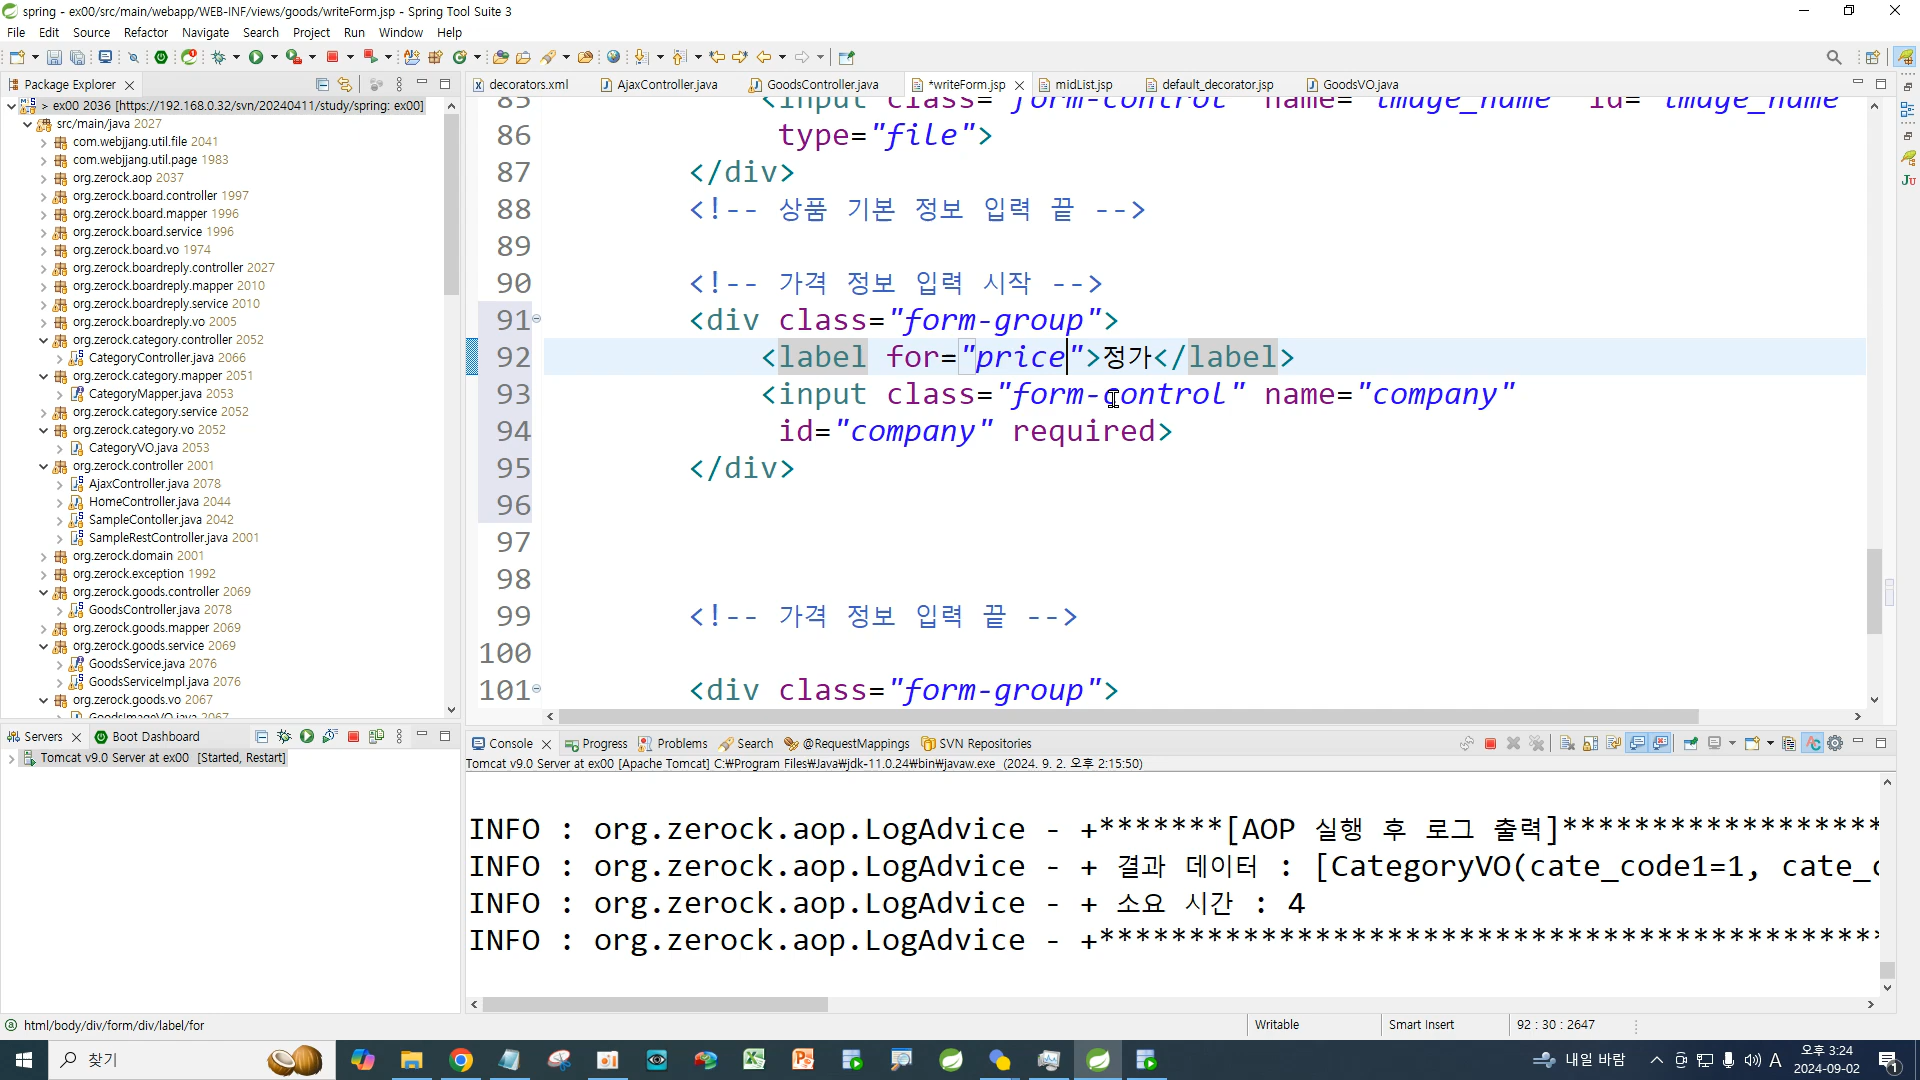 spring - ex00/src/main/webapp/WEB-INF/views/goods/writeForm.jsp - Spring Tool Suite 3
File Edit Source Refactor Navigate Search Project Run Window Help
Package Explorer
> ex00 2036 [https://192.168.0.32/svn/20240411/study/spring: ex00]
src/main/java 2027
com.webjjang.util.file 2041
com.webjjang.util.page 1983
org.zerock.aop 2037
org.zerock.board.controller 1997
org.zerock.board.mapper 1996
org.zerock.board.service 1996
org.zerock.board.vo 1974
org.zerock.boardreply.controller 2027
org.zerock.boardreply.mapper 2010
org.zerock.boardreply.service 2010
org.zerock.boardreply.vo 2005
org.zerock.category.controller 2052
CategoryController.java 2066
org.zerock.category.mapper 2051
CategoryMapper.java 2053
org.zerock.category.service 2052
org.zerock.category.vo 2052
CategoryVO.java 2053
org.zerock.controller 2001
AjaxController.java 2078
HomeController.java 2044
SampleContoller.java 2042
SampleRestController.java 2001
org.zerock.domain 2001
org.zerock.exception 1992
org.zerock.goods.controller 2069
GoodsController.java 2078
org.zerock.goods.mapper 2069
org.zerock.goods.service 2069
GoodsService.java 2076
GoodsServiceImpl.java 2076
org.zerock.goods.vo 2067
GoodsImageVO.java 2067
decorators.xml AjaxController.java GoodsController.java *writeForm.jsp midList.jsp default_decorator.jsp GoodsVO.java
85 <input class="form-control" name="image_name" id="image_name"
86 type="file">
87 </div>
88 <!-- 상품 기본 정보 입력 끝 -->
89
90 <!-- 가격 정보 입력 시작 -->
91 <div class="form-group">
92 <label for="price">정가</label>
93 <input class="form-control" name="company"
94 id="company" required>
95 </div>
96
97
98
99 <!-- 가격 정보 입력 끝 -->
100
101 <div class="form-group">
Servers Boot Dashboard
Tomcat v9.0 Server at ex00 [Started, Restart]
Console Progress Problems Search @RequestMappings SVN Repositories
Tomcat v9.0 Server at ex00 [Apache Tomcat] C:₩Program Files₩Java₩jdk-11.0.24₩bin₩javaw.exe (2024. 9. 2. 오후 2:15:50)
INFO : org.zerock.aop.LogAdvice - +*******[AOP 실행 후 로그 출력]******************
INFO : org.zerock.aop.LogAdvice - + 결과 데이터 : [CategoryVO(cate_code1=1, cate_c
INFO : org.zerock.aop.LogAdvice - + 소요 시간 : 4
INFO : org.zerock.aop.LogAdvice - +********************************************
html/body/div/form/div/label/for
Writable
Smart Insert
92 : 30 : 2647
찾기
내일 바람
A
오후 3:24
2024-09-02
1